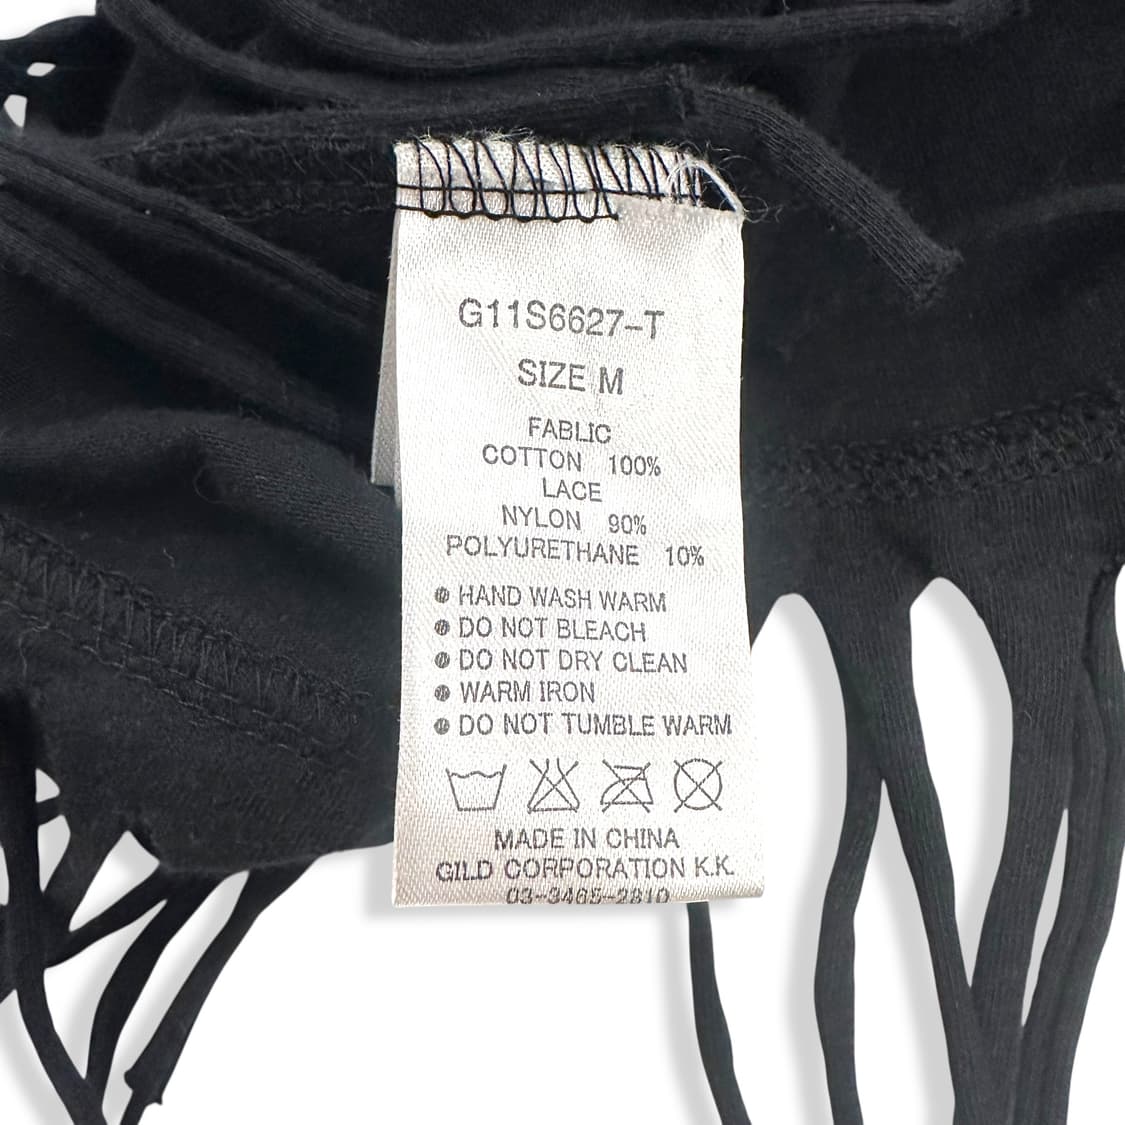 G11S6627-T
SIZE M
FABLIC
COTTON 100%
LACE
NYLON 90%
POLYURETHANE 10%
HAND WASH WARM
DO NOT BLEACH
DO NOT DRY CLEAN
WARM IRON
DO NOT TUMBLE WARM
MADE IN CHINA
GILD CORPORATION K.K.
03-3465-2810